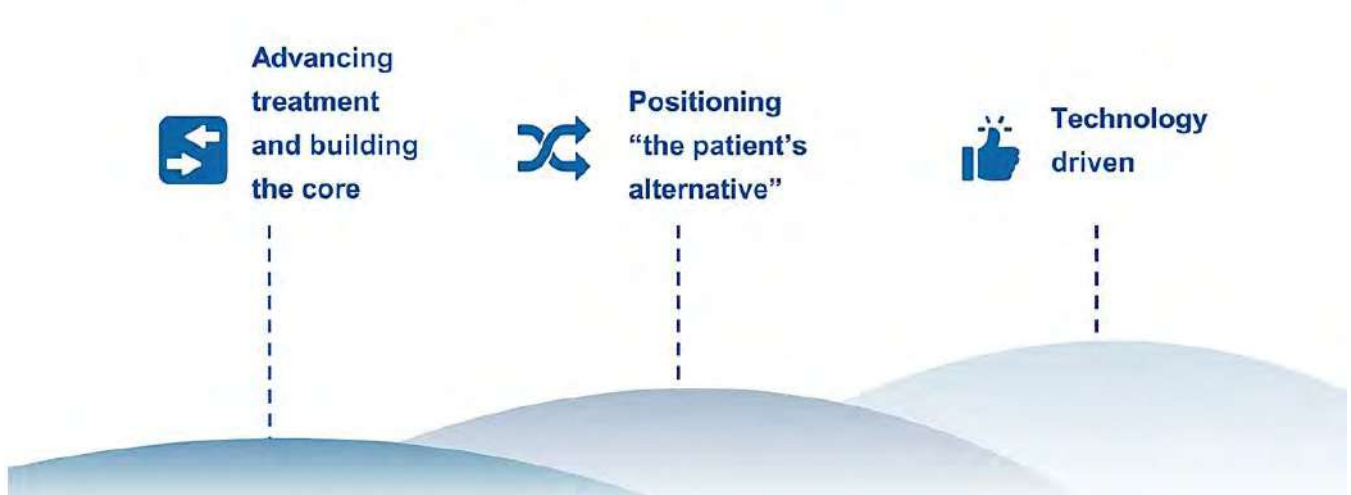 Advancing
treatment
and building
the core
Positioning
“the patient’s
alternative”
Technology
driven